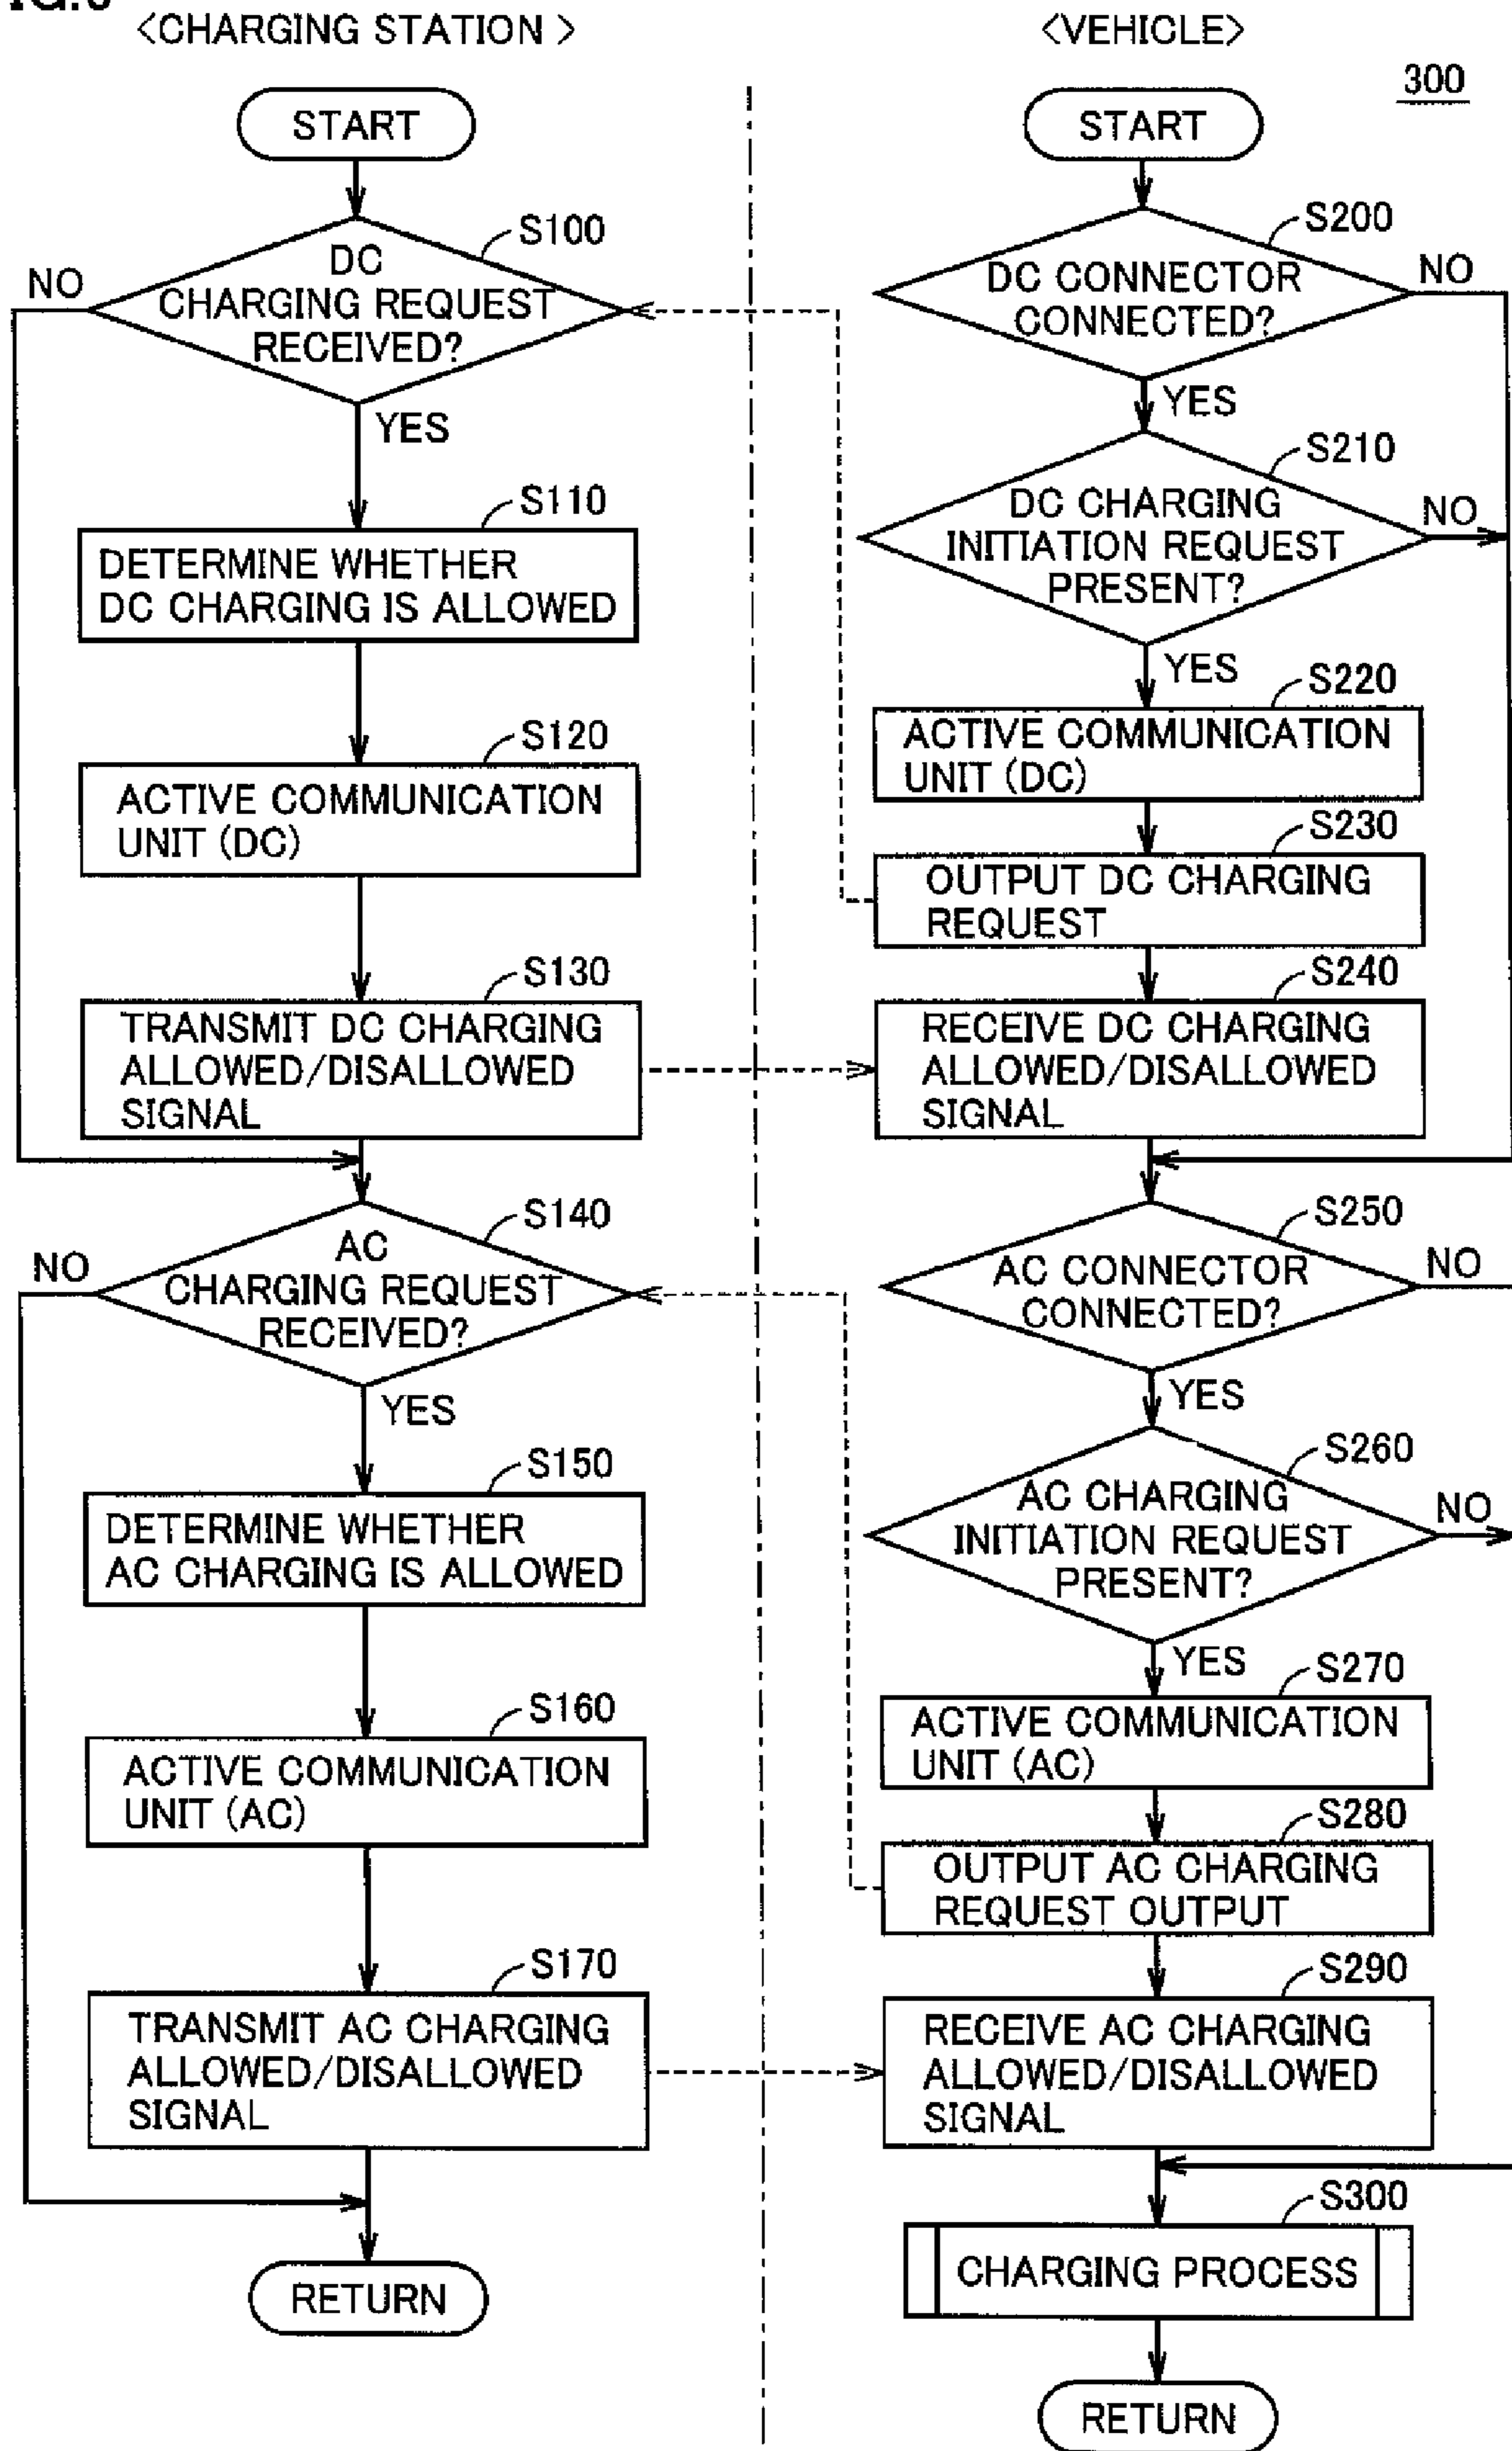 <CHARGING STATION >
START
S100
DC
CHARGING REQUEST
RECEIVED?
NO
YES
S110
DETERMINE WHETHER
DC CHARGING IS ALLOWED
S120
ACTIVE COMMUNICATION
UNIT (DC)
S130
TRANSMIT DC CHARGING
ALLOWED/DISALLOWED
SIGNAL
S140
AC
CHARGING REQUEST
RECEIVED?
NO
YES
S150
DETERMINE WHETHER
AC CHARGING IS ALLOWED
S160
ACTIVE COMMUNICATION
UNIT (AC)
S170
TRANSMIT AC CHARGING
ALLOWED/DISALLOWED
SIGNAL
RETURN
<VEHICLE>
300
START
S200
DC CONNECTOR
CONNECTED?
NO
YES
S210
DC CHARGING
INITIATION REQUEST
PRESENT?
NO
YES
S220
ACTIVE COMMUNICATION
UNIT (DC)
S230
OUTPUT DC CHARGING
REQUEST
S240
RECEIVE DC CHARGING
ALLOWED/DISALLOWED
SIGNAL
S250
AC CONNECTOR
CONNECTED?
NO
YES
S260
AC CHARGING
INITIATION REQUEST
PRESENT?
NO
YES
S270
ACTIVE COMMUNICATION
UNIT (AC)
S280
OUTPUT AC CHARGING
REQUEST OUTPUT
S290
RECEIVE AC CHARGING
ALLOWED/DISALLOWED
SIGNAL
S300
CHARGING PROCESS
RETURN